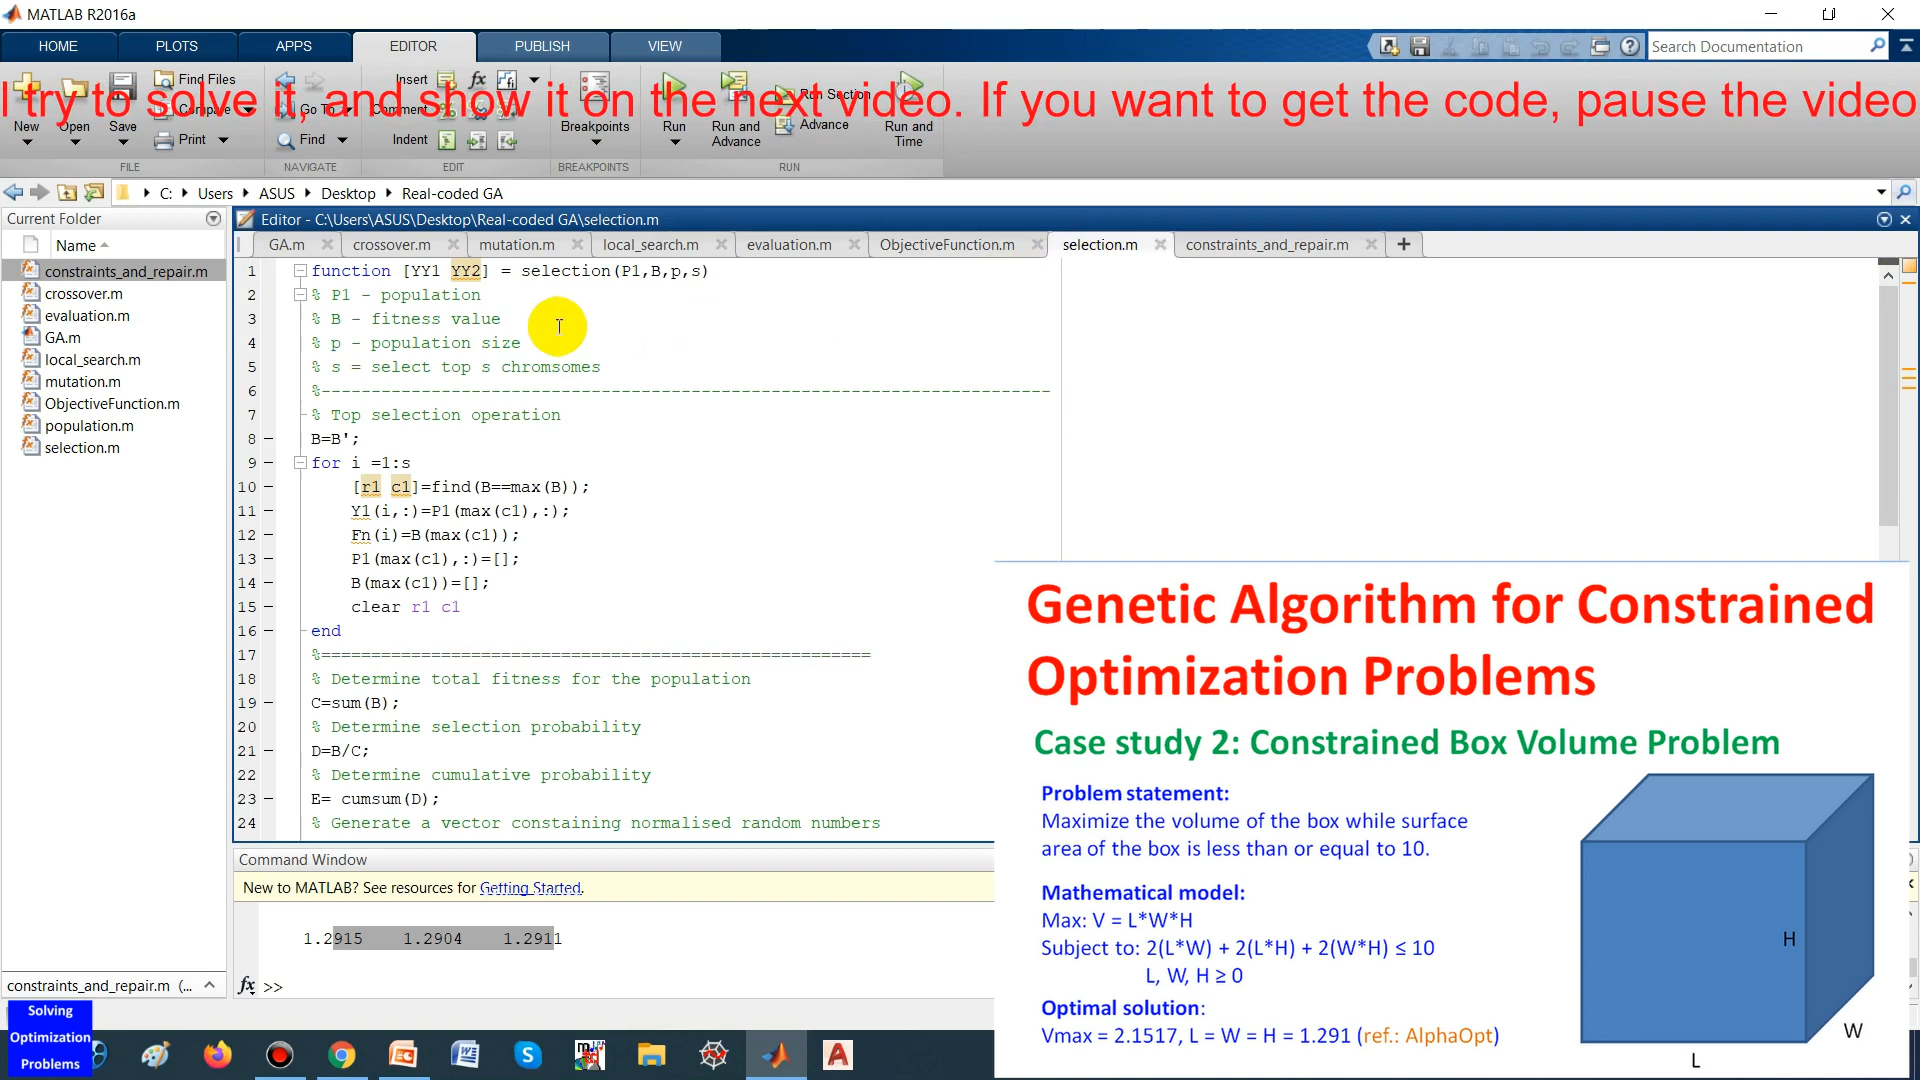 MATLAB R2016a
HOME PLOTS APPS EDITOR PUBLISH VIEW
Search Documentation
I try to solve it, and show it on the next video. If you want to get the code, pause the video
New Open Save Find Files Compare Print
Go To Find
Insert Comment Indent
Breakpoints Run Run and Advance Run Section Advance Run and Time
FILE NAVIGATE EDIT BREAKPOINTS RUN
C: Users ASUS Desktop Real-coded GA
Current Folder
Name
constraints_and_repair.m
crossover.m
evaluation.m
GA.m
local_search.m
mutation.m
ObjectiveFunction.m
population.m
selection.m
constraints_and_repair.m (...
Editor - C:\Users\ASUS\Desktop\Real-coded GA\selection.m
GA.m crossover.m mutation.m local_search.m evaluation.m ObjectiveFunction.m selection.m constraints_and_repair.m
1 function [YY1 YY2] = selection(P1,B,p,s)
2 % P1 - population
3 % B - fitness value
4 % p - population size
5 % s = select top s chromsomes
6 %-------------------------------------------------------------------------
7 % Top selection operation
8 B=B';
9 for i =1:s
10 [r1 c1]=find(B==max(B));
11 Y1(i,:)=P1(max(c1),:);
12 Fn(i)=B(max(c1));
13 P1(max(c1),:)=[];
14 B(max(c1))=[];
15 clear r1 c1
16 end
17 %=======================================================
18 % Determine total fitness for the population
19 C=sum(B);
20 % Determine selection probability
21 D=B/C;
22 % Determine cumulative probability
23 E= cumsum(D);
24 % Generate a vector constaining normalised random numbers
Command Window
New to MATLAB? See resources for Getting Started.
1.2915 1.2904 1.2911
fx >>
Genetic Algorithm for Constrained
Optimization Problems
Case study 2: Constrained Box Volume Problem
Problem statement:
Maximize the volume of the box while surface
area of the box is less than or equal to 10.
Mathematical model:
Max: V = L*W*H
Subject to: 2(L*W) + 2(L*H) + 2(W*H) ≤ 10
L, W, H ≥ 0
Optimal solution:
Vmax = 2.1517, L = W = H = 1.291 (ref.: AlphaOpt)
H
W
L
Solving
Optimization
Problems